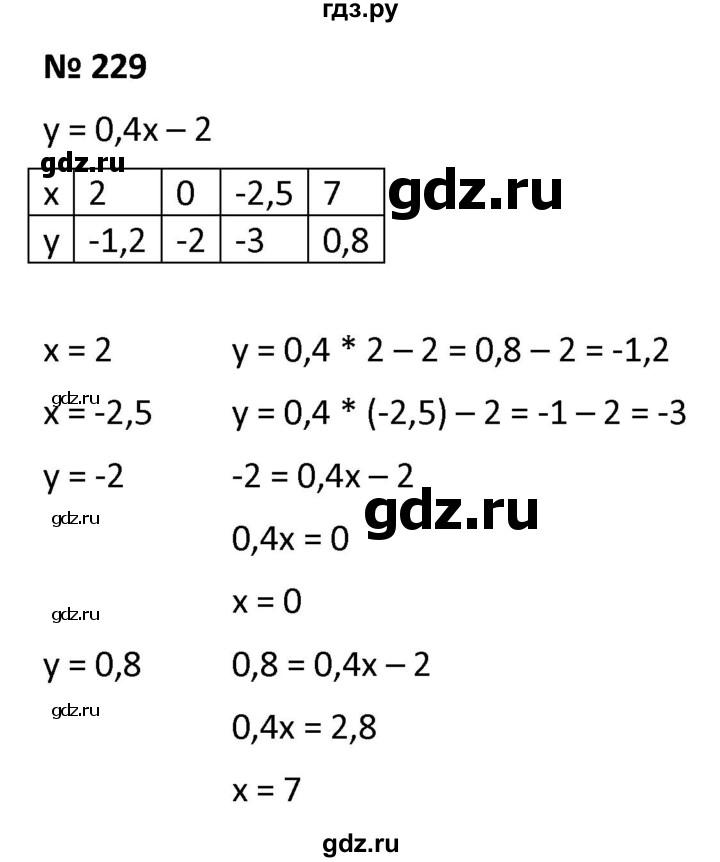 гдз.ру
№ 229
y = 0,4x – 2
gdz.ru
x 2 0 -2,5 7
gdz.ru
y -1,2 -2 -3 0,8
x = 2 y = 0,4 * 2 – 2 = 0,8 – 2 = -1,2
gdz.ru
x = -2,5 y = 0,4 * (-2,5) – 2 = -1 – 2 = -3
y = -2 -2 = 0,4x – 2
gdz.ru
gdz.ru
0,4x = 0
x = 0
gdz.ru
y = 0,8 0,8 = 0,4x – 2
gdz.ru
0,4x = 2,8
x = 7
gdz.ru